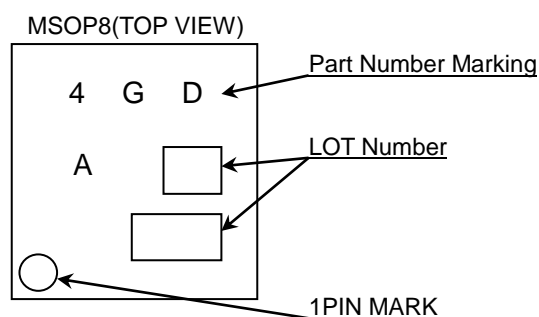 MSOP8(TOP VIEW)
Part Number Marking
4 G D
LOT Number
A
1PIN MARK